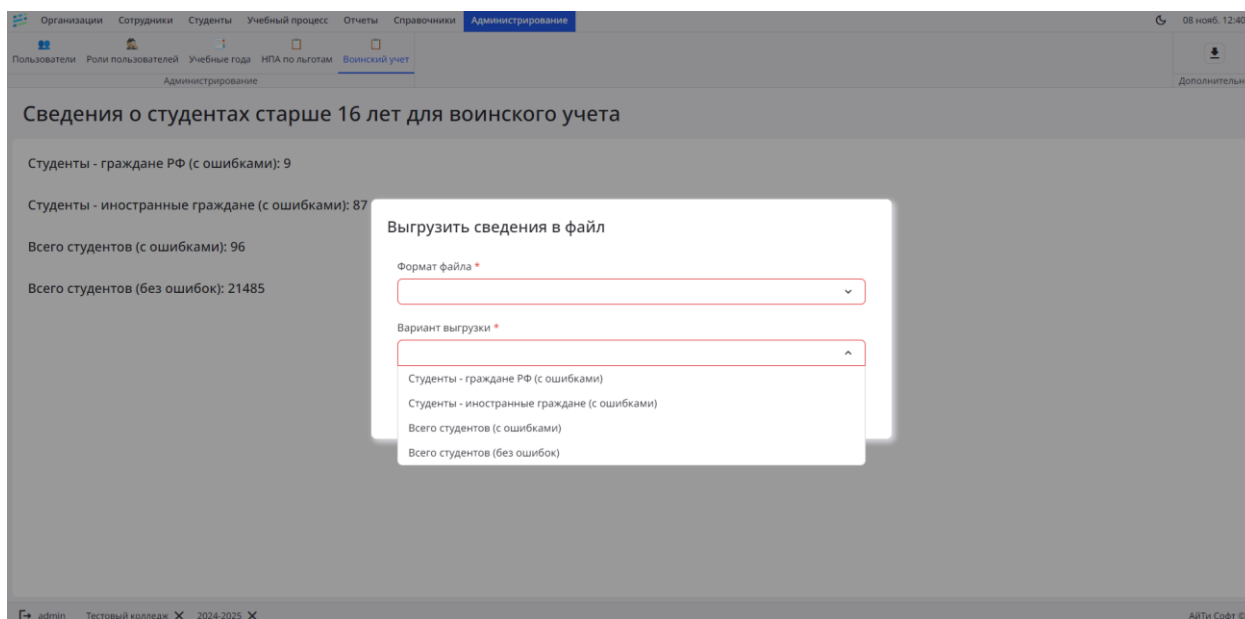 Организации Сотрудники Студенты Учебный процесс Отчеты Справочники Администрирование 08 нояб. 12:40
Пользователи Роли пользователей Учебные года НПА по льготам Воинский учет
Администрирование Дополнительн
Сведения о студентах старше 16 лет для воинского учета
Студенты - граждане РФ (с ошибками): 9
Студенты - иностранные граждане (с ошибками): 87
Всего студентов (с ошибками): 96
Всего студентов (без ошибок): 21485
Выгрузить сведения в файл
Формат файла *
Вариант выгрузки *
Студенты - граждане РФ (с ошибками)
Студенты - иностранные граждане (с ошибками)
Всего студентов (с ошибками)
Всего студентов (без ошибок)
admin Тестовый колледж 2024-2025 АйТи Софт ©